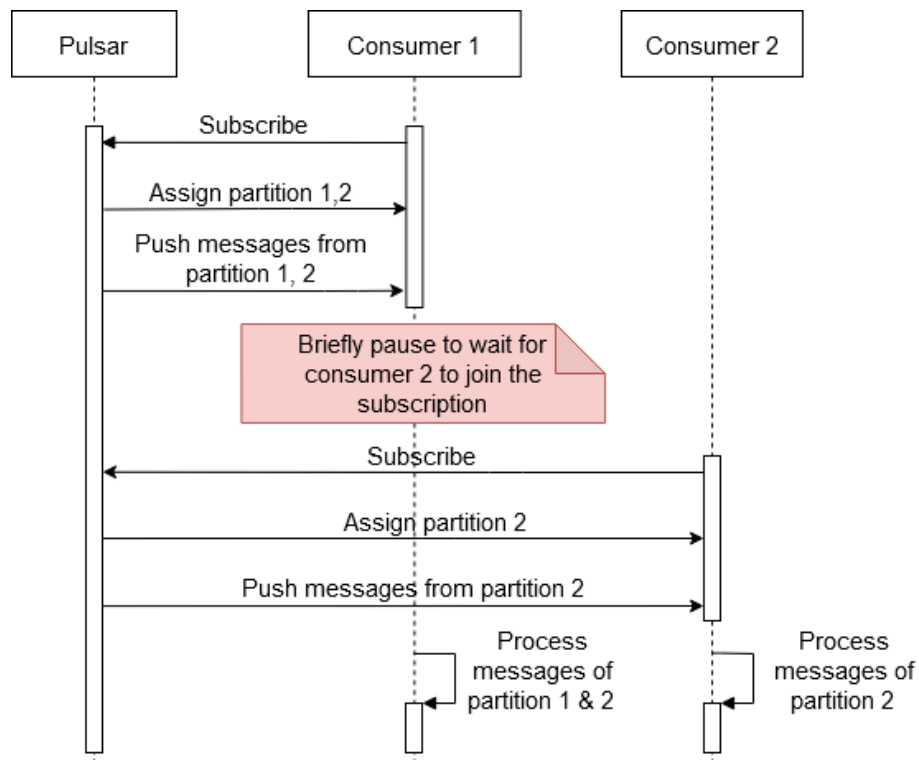 Pulsar
Consumer 1
Consumer 2
Subscribe
Assign partition 1,2
Push messages from
partition 1, 2
Briefly pause to wait for
consumer 2 to join the
subscription
Subscribe
Assign partition 2
Push messages from partition 2
Process
messages of
partition 1 & 2
Process
messages of
partition 2